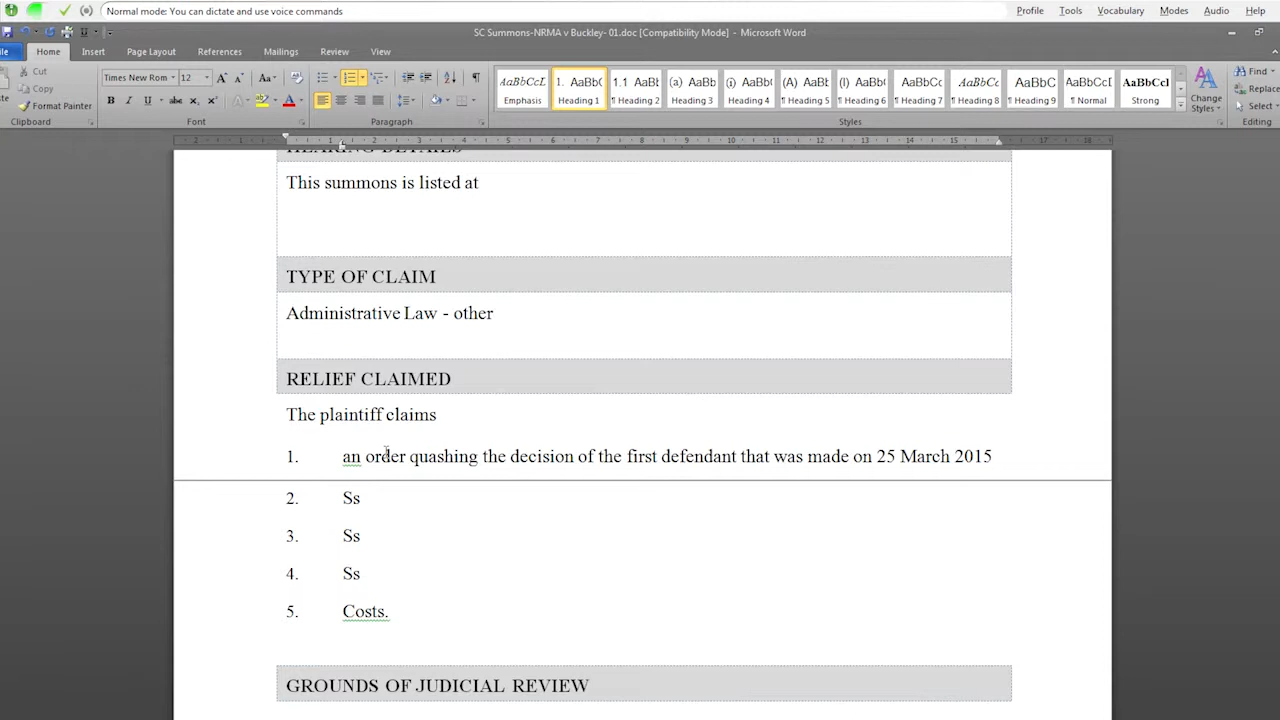 Normal mode: You can dictate and use voice commands
Profile Tools Vocabulary Modes Audio Help
SC Summons-NRMA v Buckley- 01.doc [Compatibility Mode] - Microsoft Word
Home Insert Page Layout References Mailings Review View
Cut
Copy
Format Painter
Clipboard
Times New Rom 12
Font
Paragraph
Emphasis
1. Heading 1
1.1 ¶ Heading 2
(a) Heading 3
(i) Heading 4
(A) ¶ Heading 5
(I) ¶ Heading 6
¶ Heading 7
¶ Heading 8
¶ Heading 9
¶ Normal
Strong
Styles
Change Styles
Find
Replace
Select
Editing
HEARING DETAILS
This summons is listed at
TYPE OF CLAIM
Administrative Law - other
RELIEF CLAIMED
The plaintiff claims
1. an order quashing the decision of the first defendant that was made on 25 March 2015
2. Ss
3. Ss
4. Ss
5. Costs.
GROUNDS OF JUDICIAL REVIEW